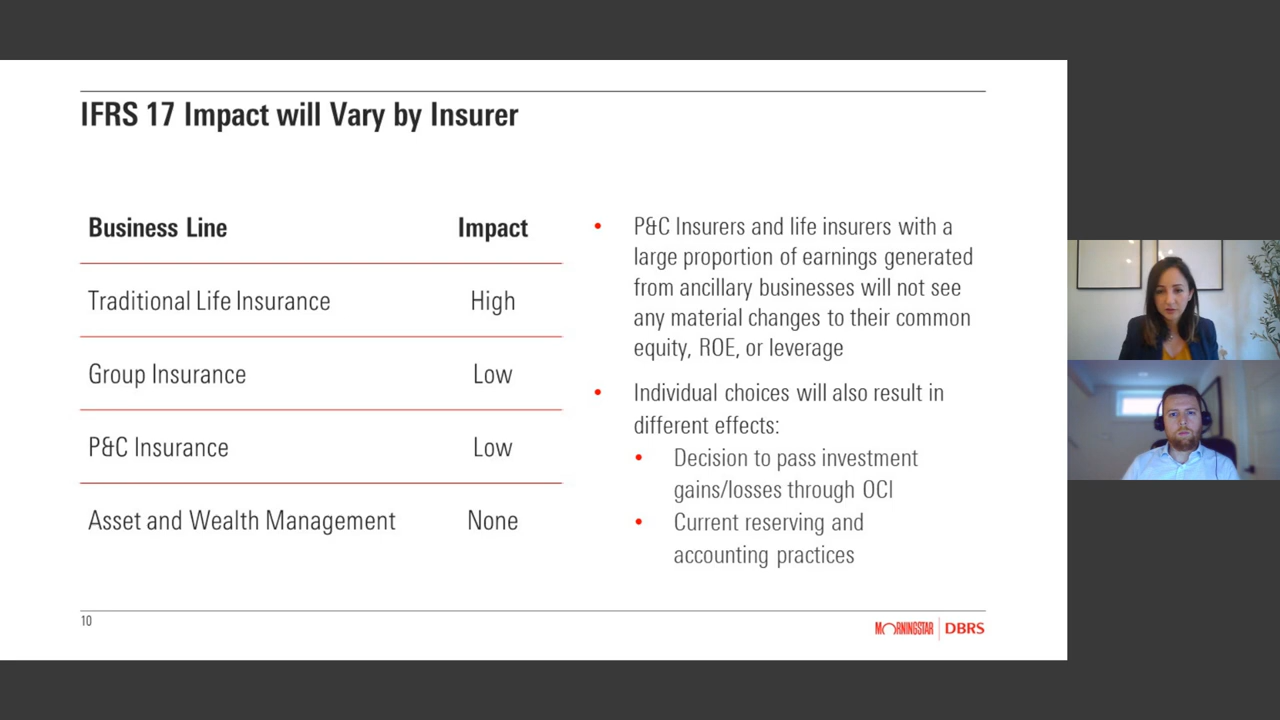 IFRS 17 Impact will Vary by Insurer
Business Line Impact
Traditional Life Insurance High
Group Insurance Low
P&C Insurance Low
Asset and Wealth Management None
• P&C Insurers and life insurers with a
large proportion of earnings generated
from ancillary businesses will not see
any material changes to their common
equity, ROE, or leverage
• Individual choices will also result in
different effects:
• Decision to pass investment
gains/losses through OCI
• Current reserving and
accounting practices
10
MORNINGSTAR | DBRS